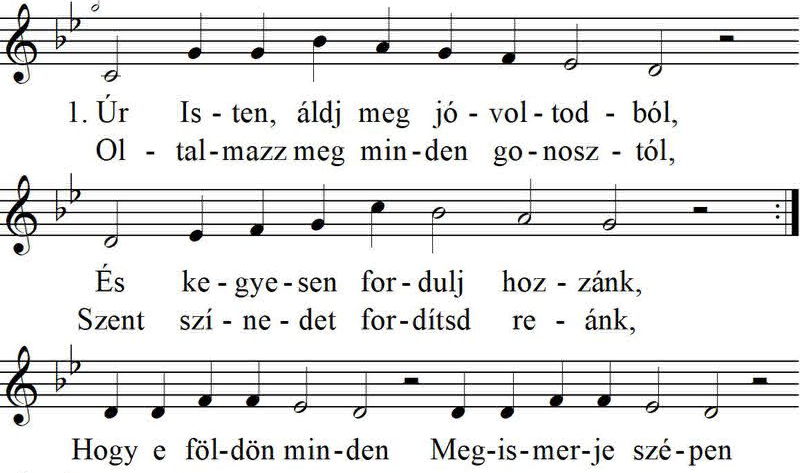 1. Úr Is - ten, áldj meg jó - vol - tod - ból,
Ol - tal - mazz meg min - den go - nosz - tól,
És ke - gye - sen for - dulj hoz - zánk,
Szent szí - ne - det for - dítsd re - ánk,
Hogy e föl - dön min - den Meg - is - mer - je szé - pen